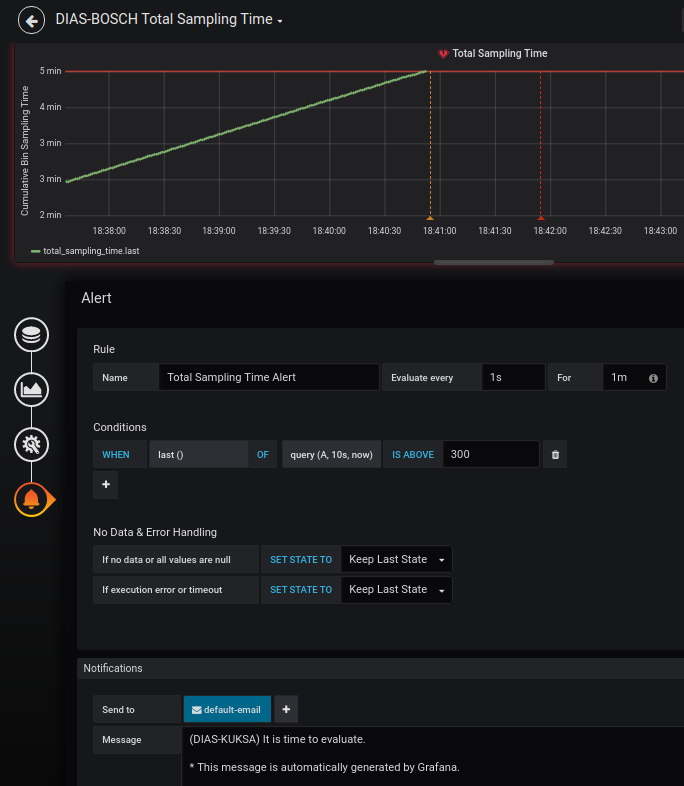 DIAS-BOSCH Total Sampling Time
Total Sampling Time
Cumulative Bin Sampling Time
5 min
4 min
3 min
3 min
2 min
18:38:00 18:38:30 18:39:00 18:39:30 18:40:00 18:40:30 18:41:00 18:41:30 18:42:00 18:42:30 18:43:00
total_sampling_time.last
Alert
Rule
Name Total Sampling Time Alert Evaluate every 1s For 1m
Conditions
WHEN last () OF query (A, 10s, now) IS ABOVE 300
+
No Data & Error Handling
If no data or all values are null SET STATE TO Keep Last State
If execution error or timeout SET STATE TO Keep Last State
Notifications
Send to default-email +
Message (DIAS-KUKSA) It is time to evaluate.
* This message is automatically generated by Grafana.